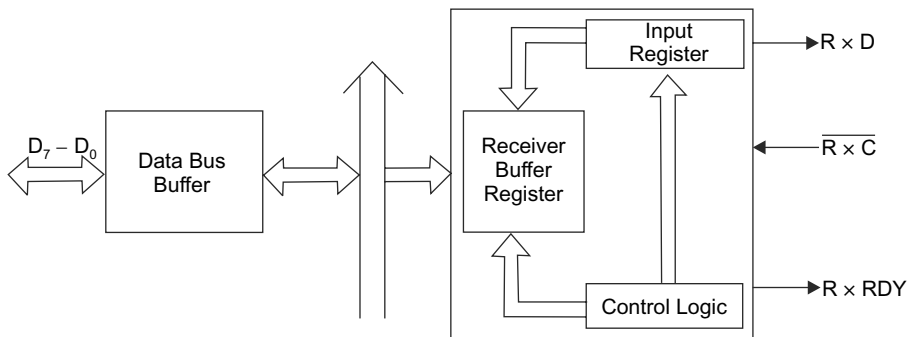 D₇ – D₀
Data Bus
Buffer
Receiver
Buffer
Register
Input
Register
Control Logic
R × D
R̅ ̅×̅ ̅C̅
R × RDY